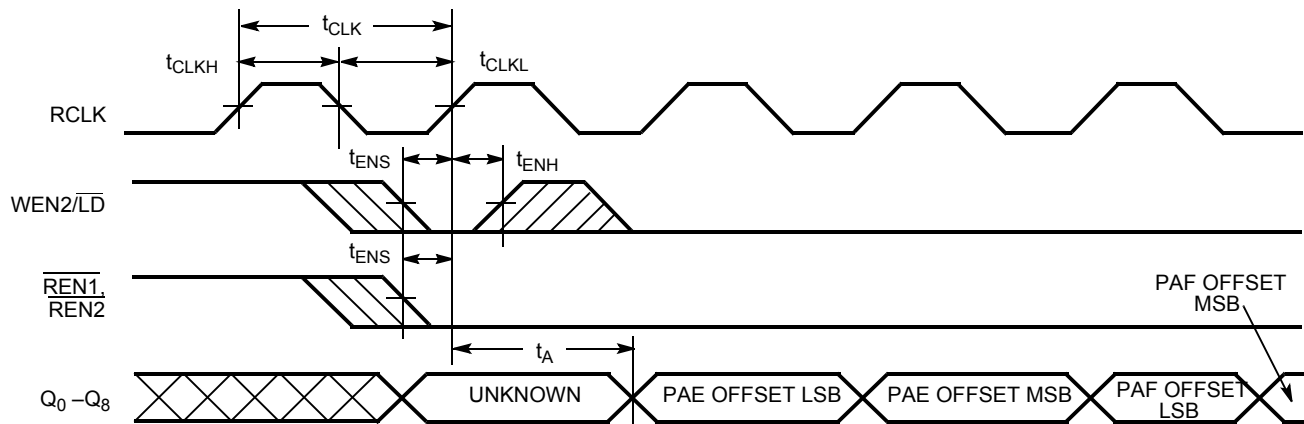 tCLK
tCLKH
tCLKL
RCLK
tENS
tENH
WEN2/LD
tENS
REN1,
REN2
PAF OFFSET
MSB
tA
Q0 –Q8
UNKNOWN
PAE OFFSET LSB
PAE OFFSET MSB
PAF OFFSET
LSB